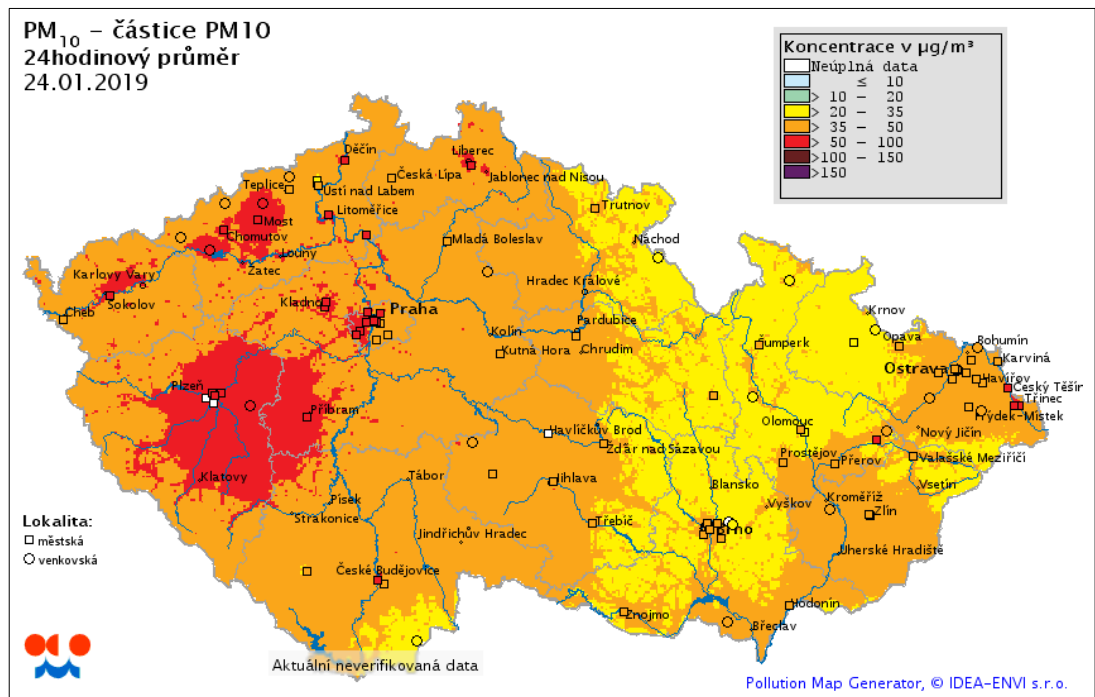 PM10 – částice PM10
24hodinový průměr
24.01.2019
Koncentrace v µg/m³
Neúplná data
≤ 10
> 10 – 20
> 20 – 35
> 35 – 50
> 50 – 100
>100 – 150
>150
Děčín
Liberec
Teplice
Česká Lípa
Jablonec nad Nisou
Ústí nad Labem
Trutnov
Litoměřice
Most
Chomutov
Mladá Boleslav
Náchod
Louny
Žatec
Karlovy Vary
Hradec Králové
Sokolov
Kladno
Praha
Krnov
Cheb
Pardubice
Kolín
Opava
Bohumín
Kutná Hora
Chrudim
Šumperk
Karviná
Ostrava
Havířov
Plzeň
Český Těšín
Třinec
Příbram
Frýdek-Místek
Olomouc
Havlíčkův Brod
Nový Jičín
Žďár nad Sázavou
Prostějov
Přerov
Valašské Meziříčí
Klatovy
Tábor
Jihlava
Blansko
Vsetín
Písek
Vyškov
Kroměříž
Zlín
Strakonice
Třebíč
Lokalita:
městská
Jindřichův Hradec
Brno
venkovská
Uherské Hradiště
České Budějovice
Hodonín
Znojmo
Břeclav
Aktuální neverifikovaná data
Pollution Map Generator, © IDEA-ENVI s.r.o.